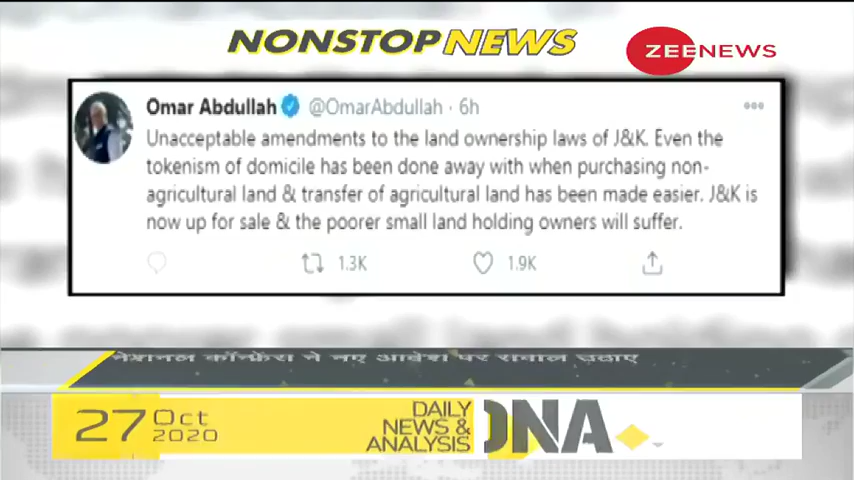 NONSTOP NEWS
ZEENEWS
Omar Abdullah @OmarAbdullah · 6h
Unacceptable amendments to the land ownership laws of J&K. Even the
tokenism of domicile has been done away with when purchasing non-
agricultural land & transfer of agricultural land has been made easier. J&K is
now up for sale & the poorer small land holding owners will suffer.
1.3K 1.9K
नेशनल कॉन्फ्रेंस ने नए आदेश पर सवाल उठाए
27 Oct
2020
DAILY
NEWS &
ANALYSIS
DNA